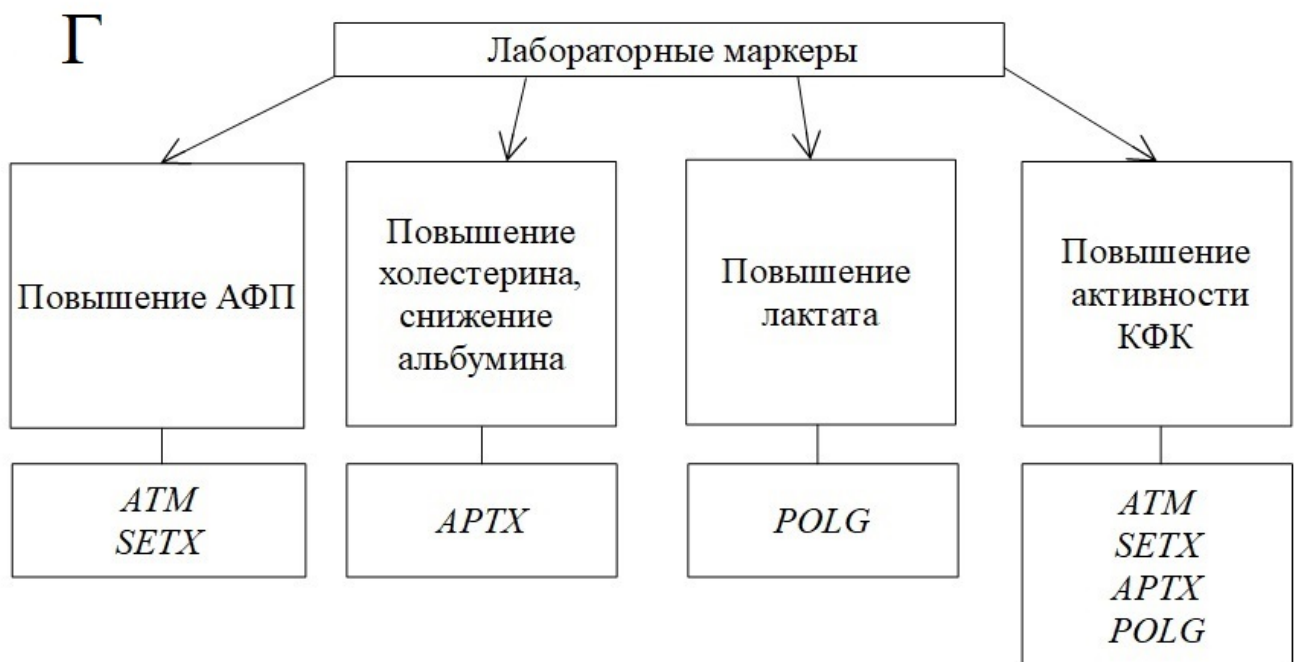 Г
Лабораторные маркеры
Повышение АФП
Повышение
холестерина,
снижение
альбумина
Повышение
лактата
Повышение
активности
КФК
ATM
SETX
APTX
POLG
ATM
SETX
APTX
POLG